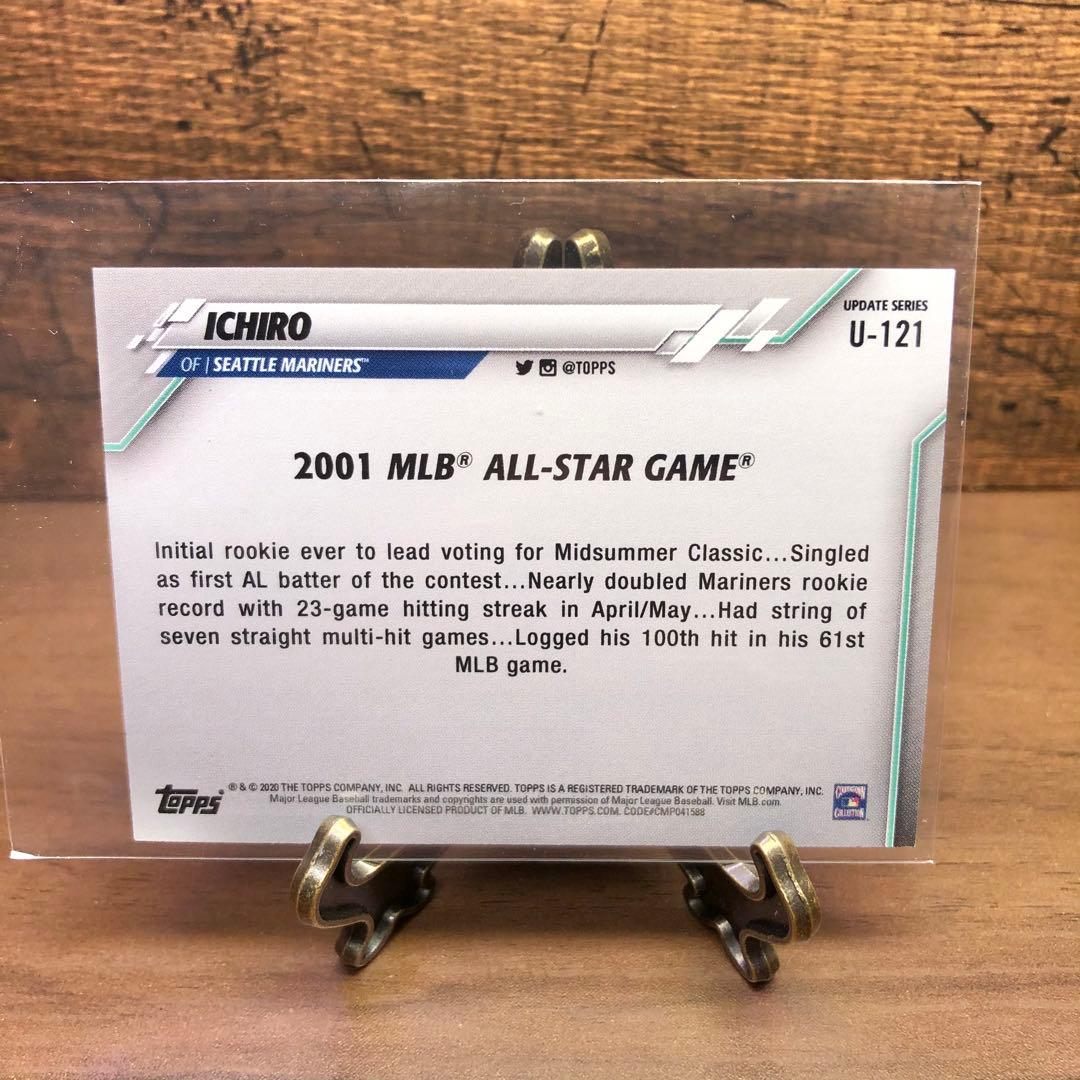 ICHIRO
OF | SEATTLE MARINERS™
@TOPPS
UPDATE SERIES
U-121
2001 MLB® ALL-STAR GAME®
Initial rookie ever to lead voting for Midsummer Classic...Singled
as first AL batter of the contest...Nearly doubled Mariners rookie
record with 23-game hitting streak in April/May...Had string of
seven straight multi-hit games...Logged his 100th hit in his 61st
MLB game.
topps
® & © 2020 THE TOPPS COMPANY, INC. ALL RIGHTS RESERVED. TOPPS IS A REGISTERED TRADEMARK OF THE TOPPS COMPANY, INC.
Major League Baseball trademarks and copyrights are used with permission of Major League Baseball. Visit MLB.com.
OFFICIALLY LICENSED PRODUCT OF MLB. WWW.TOPPS.COM. CODE#CMP041588
COOPERSTOWN
COLLECTION